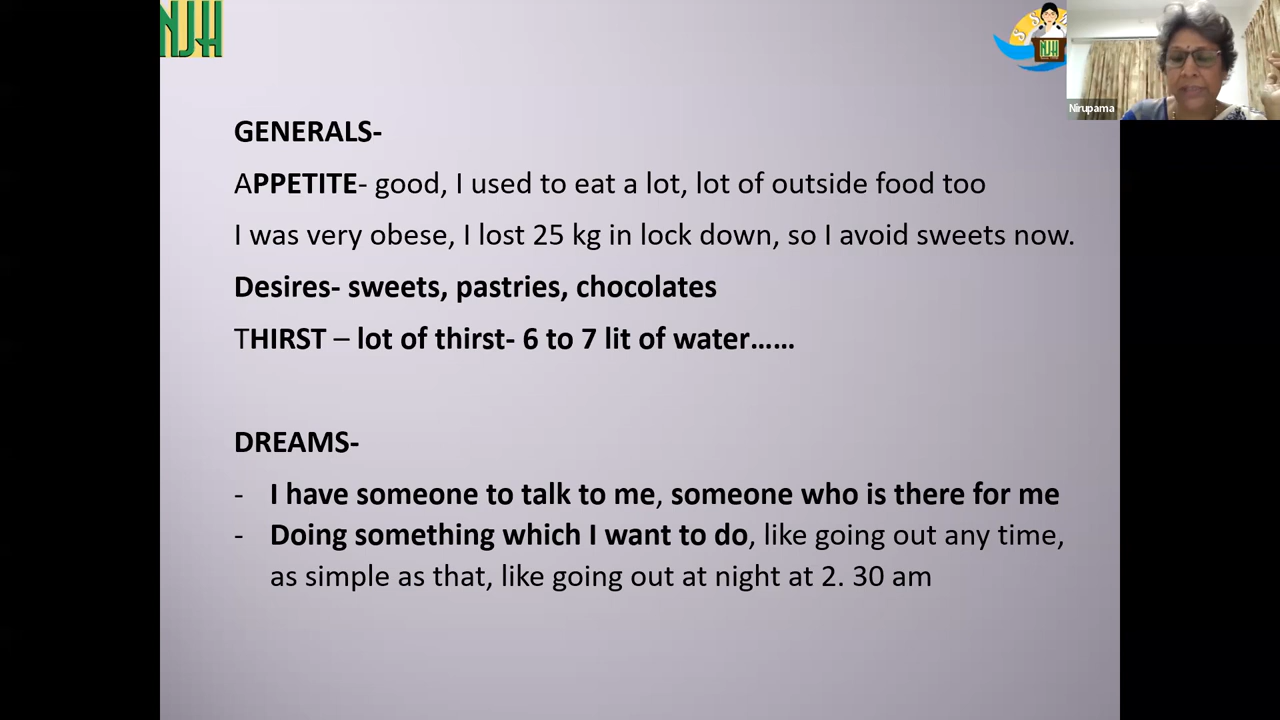 NJH
NJH
Nirupama
GENERALS-
APPETITE- good, I used to eat a lot, lot of outside food too
I was very obese, I lost 25 kg in lock down, so I avoid sweets now.
Desires- sweets, pastries, chocolates
THIRST – lot of thirst- 6 to 7 lit of water……
DREAMS-
- I have someone to talk to me, someone who is there for me
- Doing something which I want to do, like going out any time,
as simple as that, like going out at night at 2. 30 am